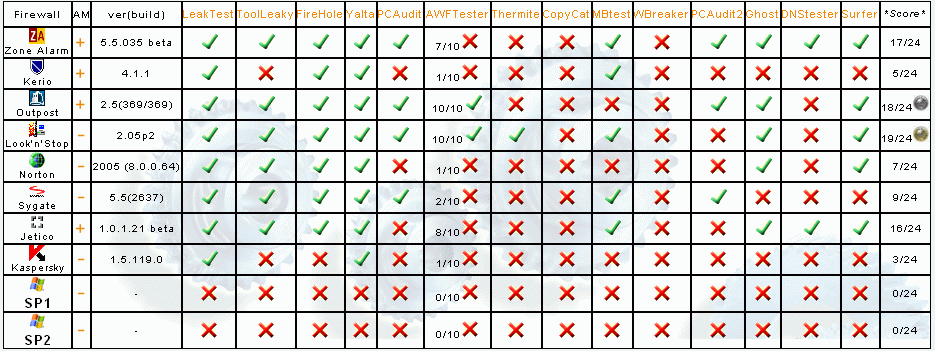 Firewall AM ver(build) LeakTest ToolLeaky FireHole Yalta PCAudit AWFTester Thermite CopyCat MBtest WBreaker PCAudit2 Ghost DNStester Surfer *Score*
ZA
Zone Alarm + 5.5.035 beta 7/10 17/24
Kerio + 4.1.1 1/10 5/24
Outpost + 2.5(369/369) 10/10 18/24
Look'n'Stop - 2.05p2 10/10 19/24
Norton - 2005 (8.0.0.64) 1/10 7/24
Sygate - 5.5(2637) 2/10 9/24
Jetico + 1.0.1.21 beta 8/10 16/24
Kaspersky - 1.5.119.0 1/10 3/24
SP1 - - 0/10 0/24
SP2 - - 0/10 0/24